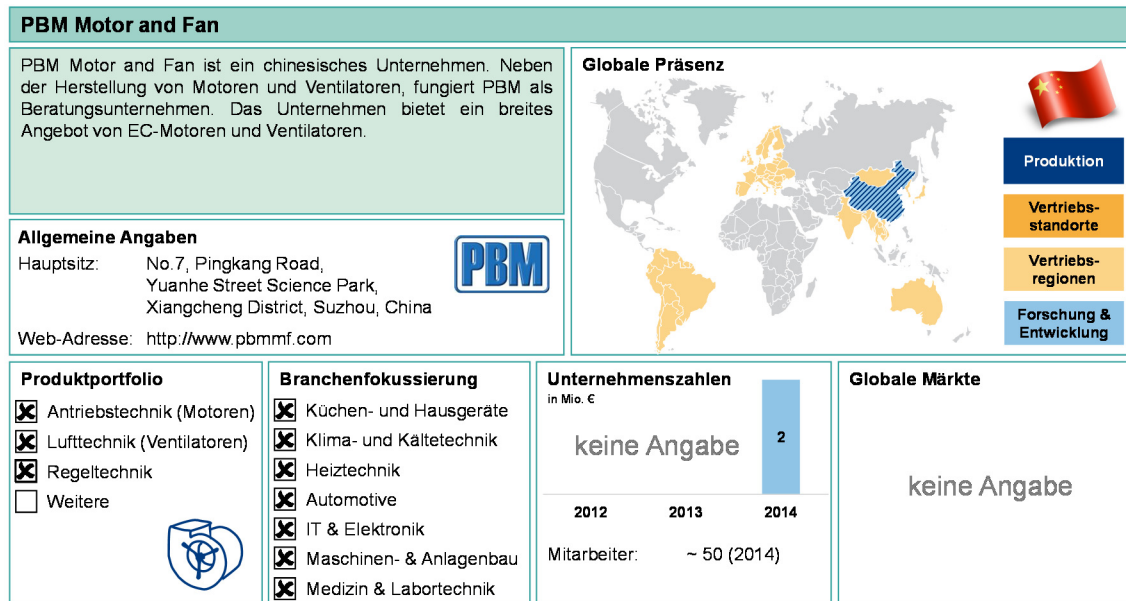 PBM Motor and Fan
PBM Motor and Fan ist ein chinesisches Unternehmen. Neben
der Herstellung von Motoren und Ventilatoren, fungiert PBM als
Beratungsunternehmen. Das Unternehmen bietet ein breites
Angebot von EC-Motoren und Ventilatoren.
Globale Präsenz
Produktion
Vertriebs-
standorte
Vertriebs-
regionen
Forschung &
Entwicklung
Allgemeine Angaben
Hauptsitz: No.7, Pingkang Road,
Yuanhe Street Science Park,
Xiangcheng District, Suzhou, China
Web-Adresse: http://www.pbmmf.com
PBM
Produktportfolio
Antriebstechnik (Motoren)
Lufttechnik (Ventilatoren)
Regeltechnik
Weitere
Branchenfokussierung
Küchen- und Hausgeräte
Klima- und Kältetechnik
Heiztechnik
Automotive
IT & Elektronik
Maschinen- & Anlagenbau
Medizin & Labortechnik
Unternehmenszahlen
in Mio. €
keine Angabe
2
2012 2013 2014
Mitarbeiter: ~ 50 (2014)
Globale Märkte
keine Angabe